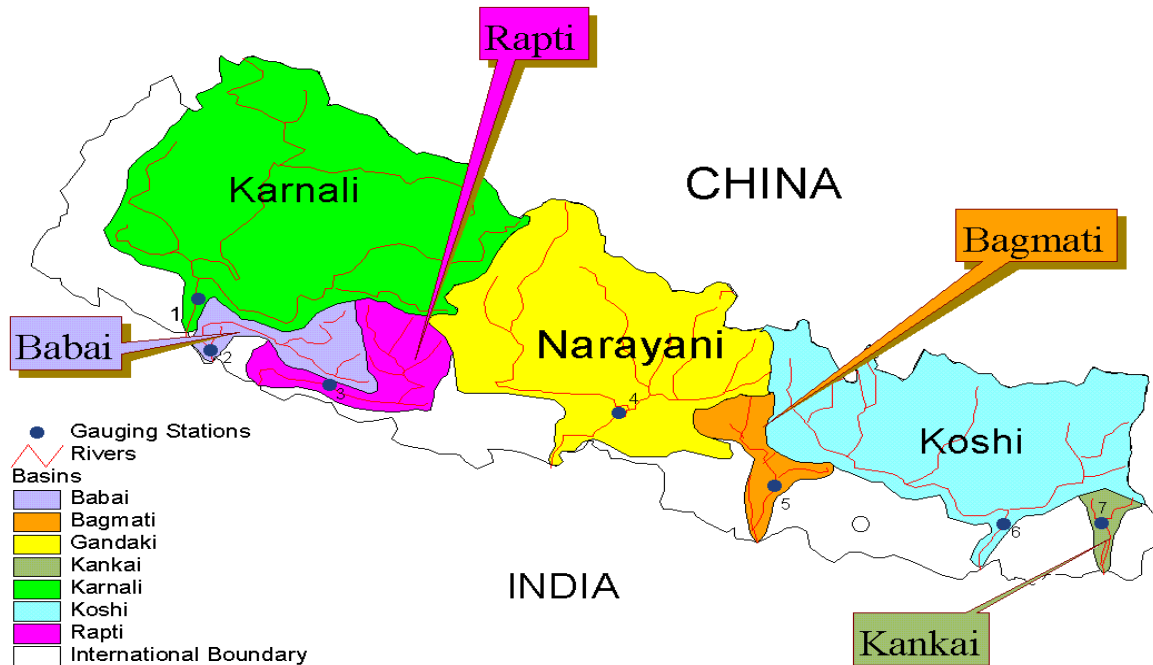 Rapti
Karnali
CHINA
Bagmati
1
Babai
2
Narayani
3
4
Koshi
5
6
7
Gauging Stations
Rivers
Basins
Babai
Bagmati
Gandaki
Kankai
Karnali
Koshi
Rapti
International Boundary
INDIA
Kankai